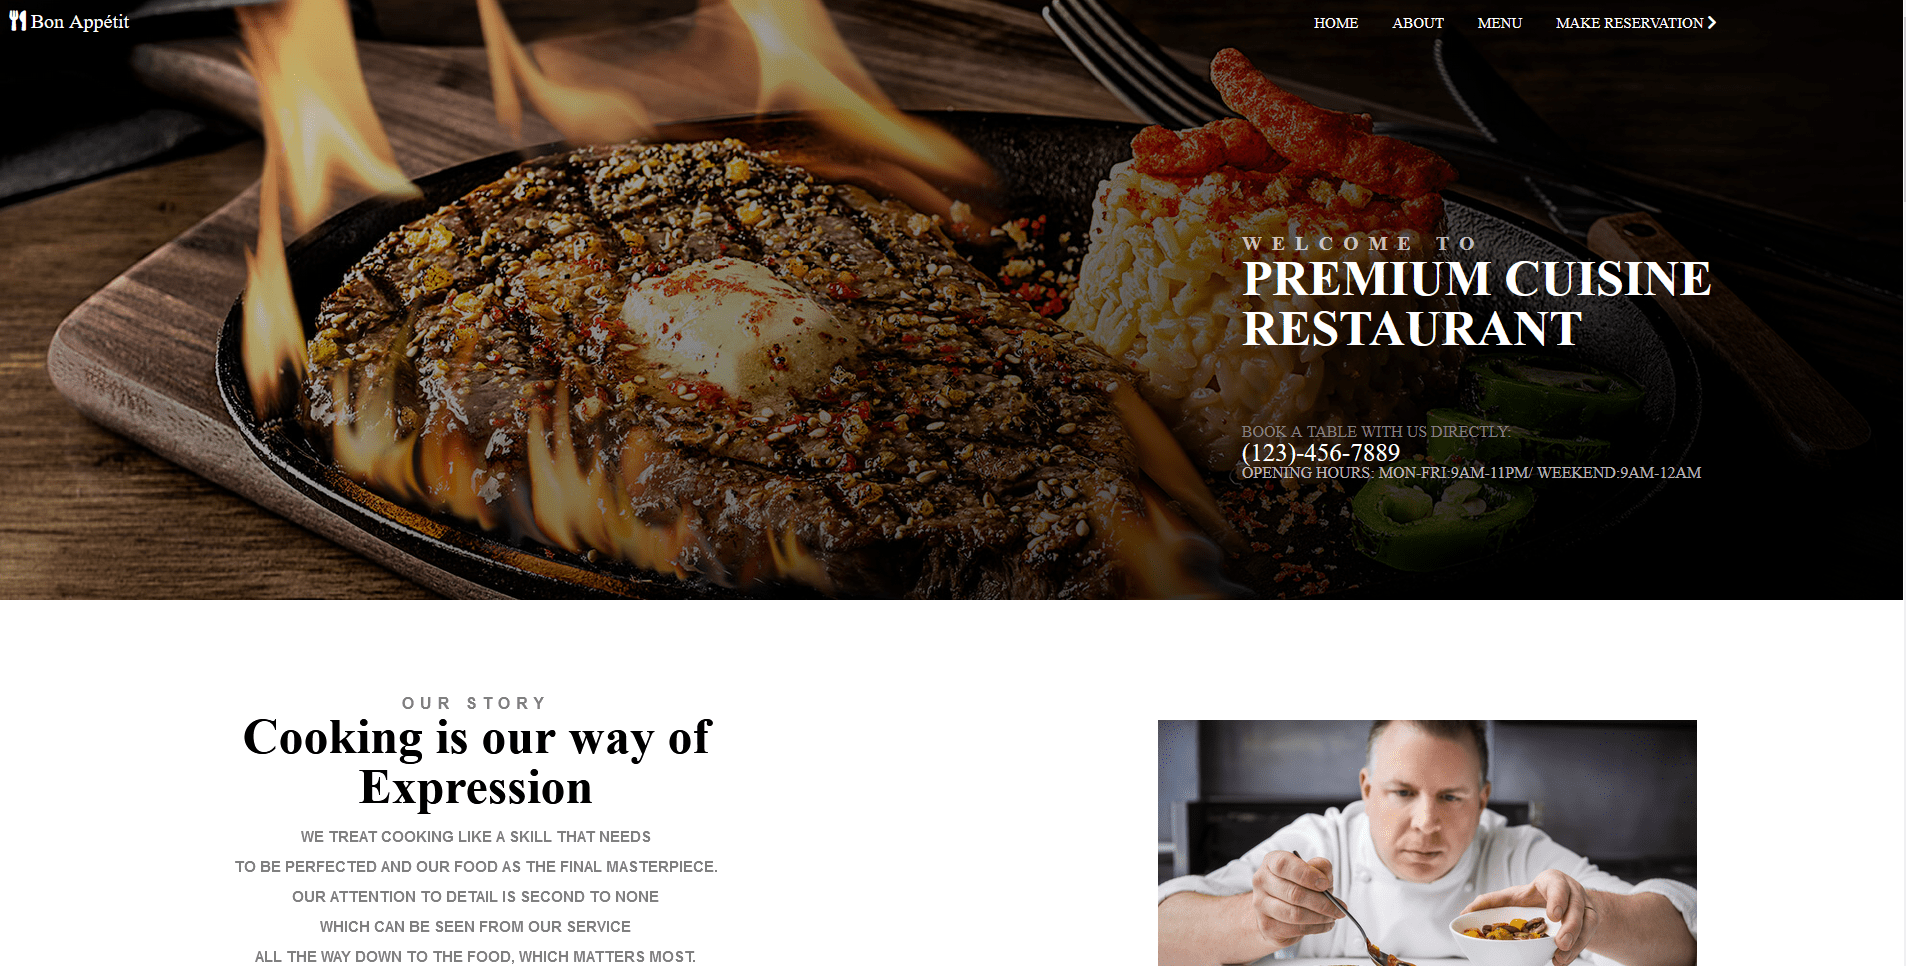 Bon Appétit
HOME ABOUT MENU MAKE RESERVATION
WELCOME TO
PREMIUM CUISINE
RESTAURANT
BOOK A TABLE WITH US DIRECTLY:
(123)-456-7889
OPENING HOURS: MON-FRI:9AM-11PM/ WEEKEND:9AM-12AM
OUR STORY
Cooking is our way of
Expression
WE TREAT COOKING LIKE A SKILL THAT NEEDS
TO BE PERFECTED AND OUR FOOD AS THE FINAL MASTERPIECE.
OUR ATTENTION TO DETAIL IS SECOND TO NONE
WHICH CAN BE SEEN FROM OUR SERVICE
ALL THE WAY DOWN TO THE FOOD, WHICH MATTERS MOST.